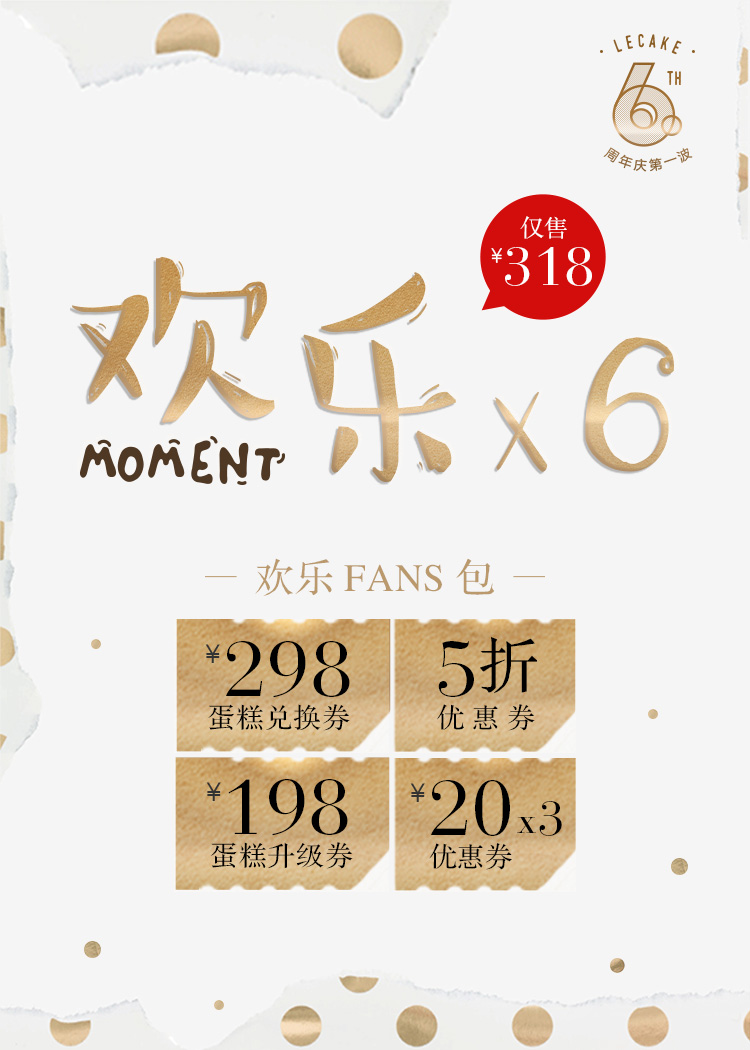 · LECAKE ·
6TH
周年庆第一波
仅售
¥318
欢乐 x 6
MOMENT
— 欢乐 FANS 包 —
¥298
蛋糕兑换券
5折
优惠券
¥198
蛋糕升级券
¥20x3
优惠券